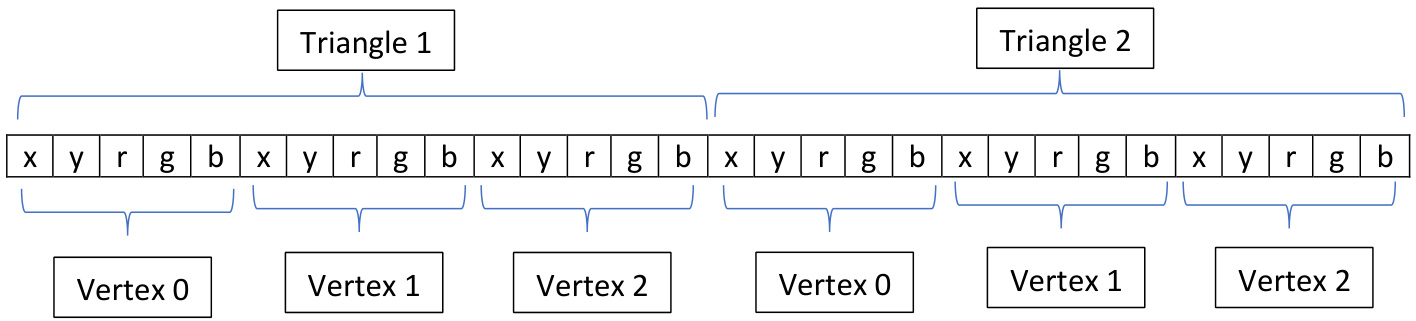 Triangle 1
Triangle 2
x y r g b x y r g b x y r g b x y r g b x y r g b x y r g b
Vertex 0
Vertex 1
Vertex 2
Vertex 0
Vertex 1
Vertex 2